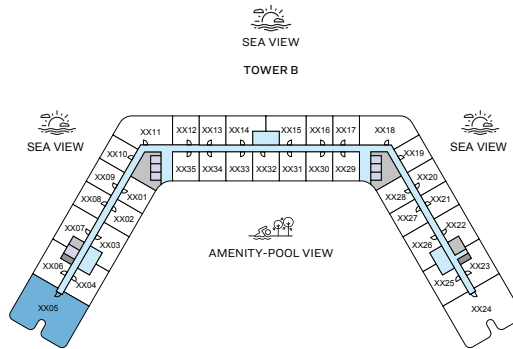 SEA VIEW
TOWER B
SEA VIEW
SEA VIEW
XX11
XX12
XX13
XX14
XX15
XX16
XX17
XX18
XX10
XX19
XX09
XX35
XX34
XX33
XX32
XX31
XX30
XX29
XX20
XX08
XX01
XX28
XX21
XX02
XX27
XX07
XX22
XX03
XX26
AMENITY-POOL VIEW
XX06
XX23
XX04
XX25
XX05
XX24